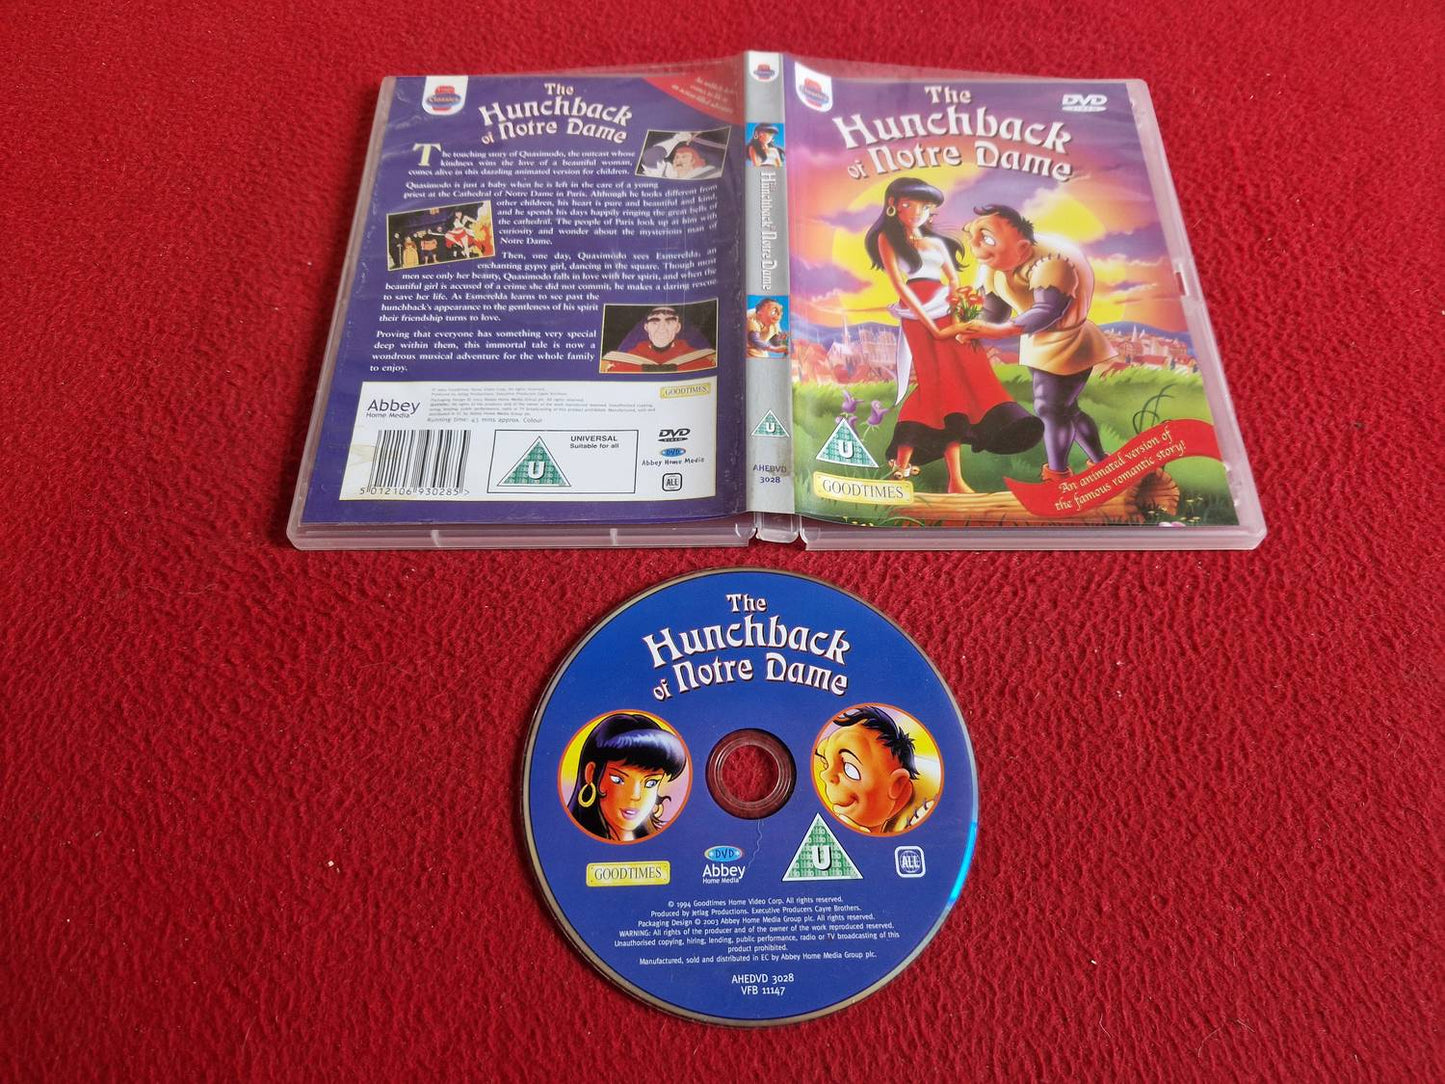 Classics
The
Hunchback
of Notre Dame
The touching story of Quasimodo, the outcast whose
kindness wins the love of a beautiful woman,
comes alive in this dazzling animated version for children.
Quasimodo is just a baby when he is left in the care of a young
priest at the Cathedral of Notre Dame in Paris. Although he looks different from
other children, his heart is pure and beautiful and kind,
and he spends his days happily ringing the great bells of
the cathedral. The people of Paris look up at him with
curiosity and wonder about the mysterious man of
Notre Dame.
Then, one day, Quasimodo sees Esmerelda, an
enchanting gypsy girl, dancing in the square. Though most
men see only her beauty, Quasimodo falls in love with her spirit, and when the
beautiful girl is accused of a crime she did not commit, he makes a daring rescue
to save her life. As Esmerelda learns to see past the
hunchback's appearance to the gentleness of his spirit
their friendship turns to love.
Proving that everyone has something very special
deep within them, this immortal tale is now a
wondrous musical adventure for the whole family
to enjoy.
Abbey
Home Media
Running time: 45 mins approx. Colour
GOODTIMES
5 012106 930285 >
U
UNIVERSAL
Suitable for all
DVD
VIDEO
DVD
Abbey Home Media
ALL
Hunchback of Notre Dame
U
AHEDVD
3028
Classics
The
Hunchback
of Notre Dame
DVD
VIDEO
U
GOODTIMES
An animated version of
the famous romantic story!
The
Hunchback
of Notre Dame
GOODTIMES
DVD
Abbey
Home Media
U
ALL
© 1994 Goodtimes Home Video Corp. All rights reserved.
Produced by Jetlag Productions. Executive Producers Cayre Brothers.
Packaging Design © 2003 Abbey Home Media Group plc. All rights reserved.
WARNING: All rights of the producer and of the owner of the work reproduced reserved.
Unauthorised copying, hiring, lending, public performance, radio or TV broadcasting of this
product prohibited.
Manufactured, sold and distributed in EC by Abbey Home Media Group plc.
AHEDVD 3028
VFB 11147